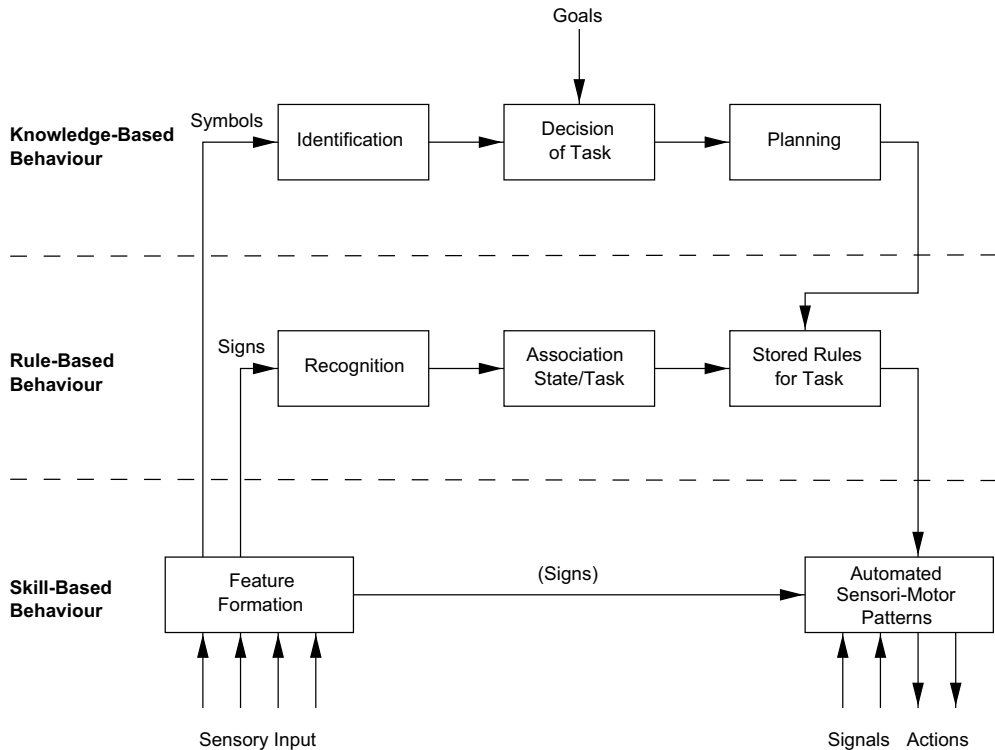 Goals
Symbols
Knowledge-Based
Behaviour
Identification
Decision
of Task
Planning
Signs
Rule-Based
Behaviour
Recognition
Association
State/Task
Stored Rules
for Task
Skill-Based
Behaviour
Feature
Formation
(Signs)
Automated
Sensori-Motor
Patterns
Sensory Input
Signals
Actions